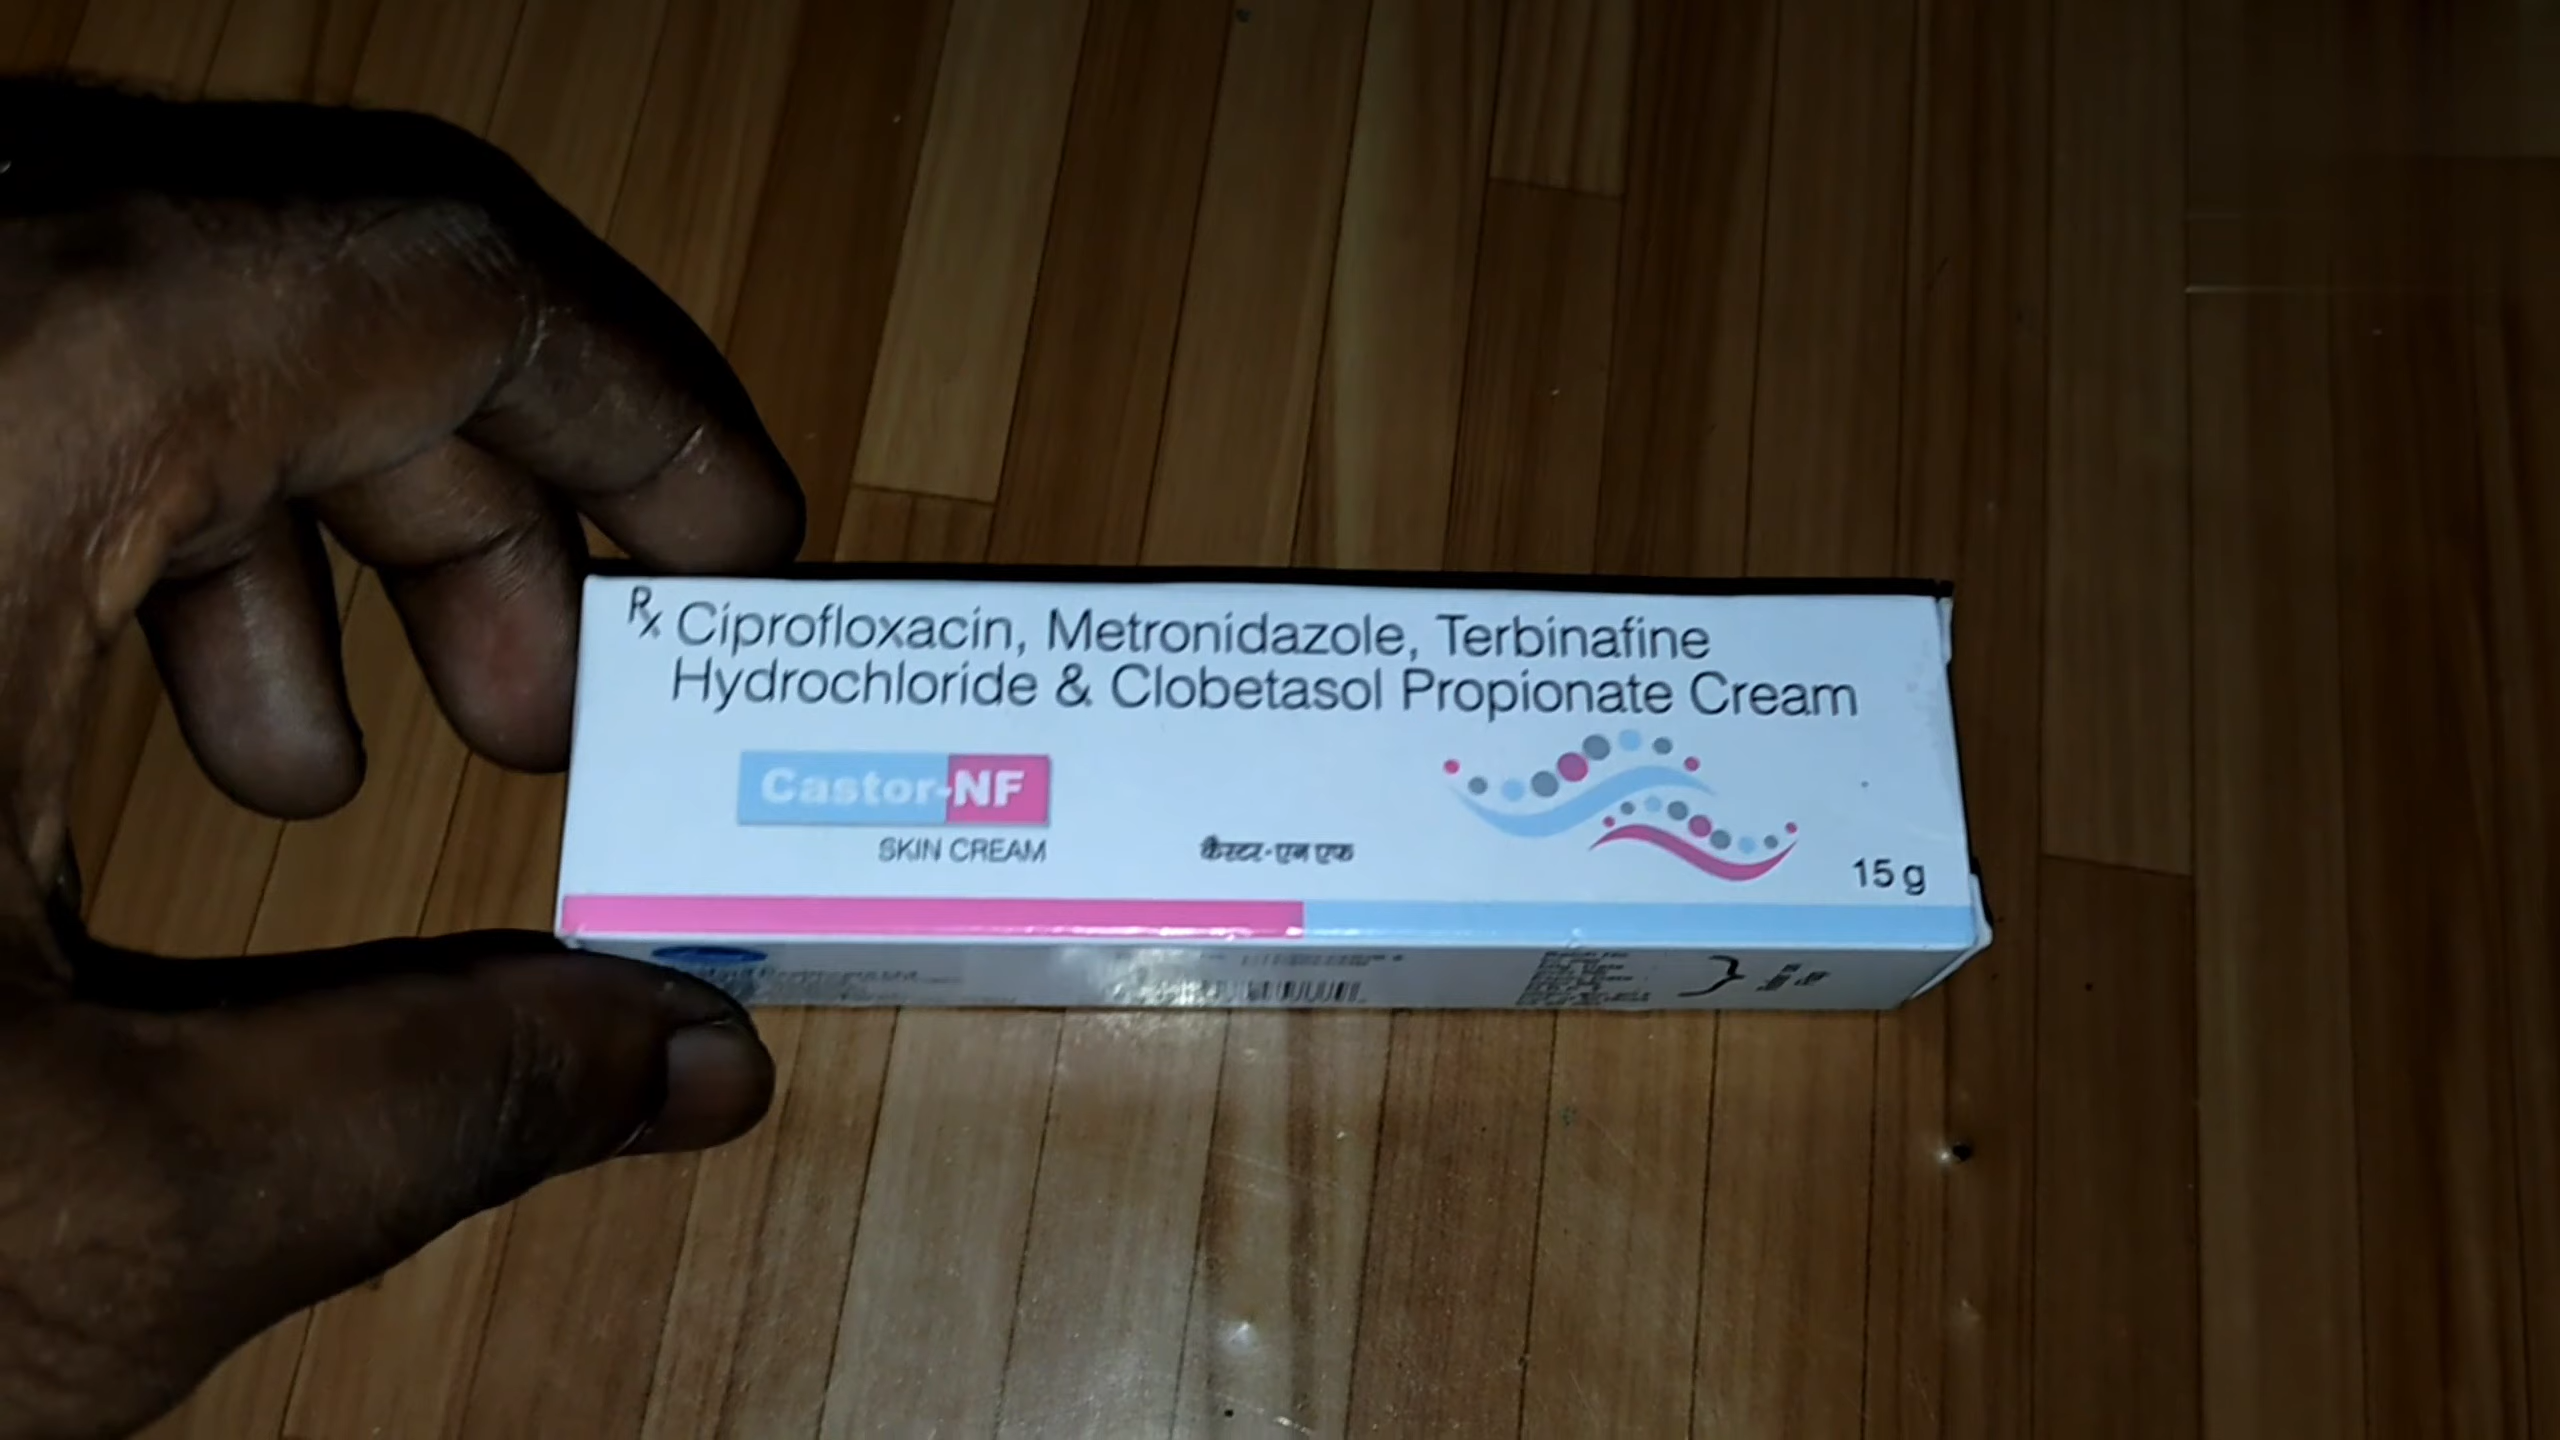 Rx Ciprofloxacin, Metronidazole, Terbinafine
Hydrochloride & Clobetasol Propionate Cream
Castor-NF
SKIN CREAM
कैस्टर-एन एफ
15 g